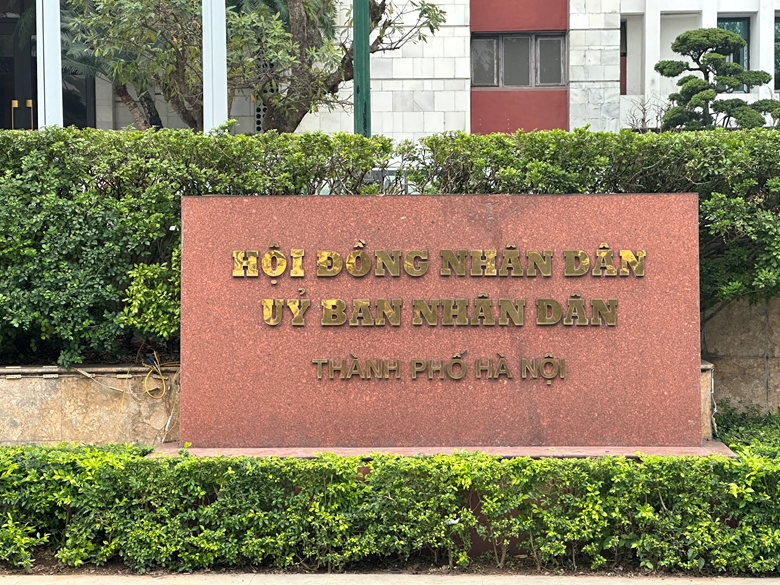 HỘI ĐỒNG NHÂN DÂN
UỶ BAN NHÂN DÂN
THÀNH PHỐ HÀ NỘI